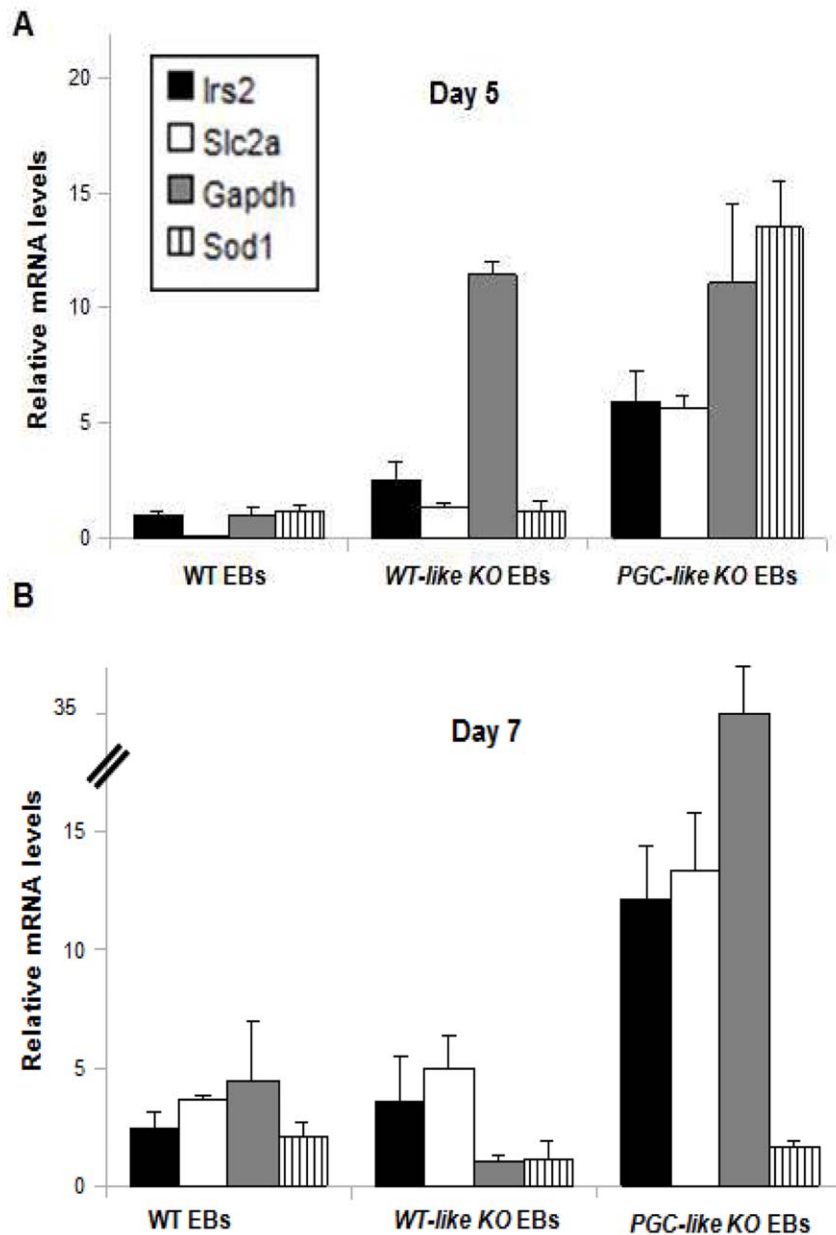 A
20
15
10
5
0
Relative mRNA levels
Irs2
Slc2a
Gapdh
Sod1
Day 5
WT EBs
WT-like KO EBs
PGC-like KO EBs
B
35
15
10
5
0
Relative mRNA levels
Day 7
WT EBs
WT-like KO EBs
PGC-like KO EBs